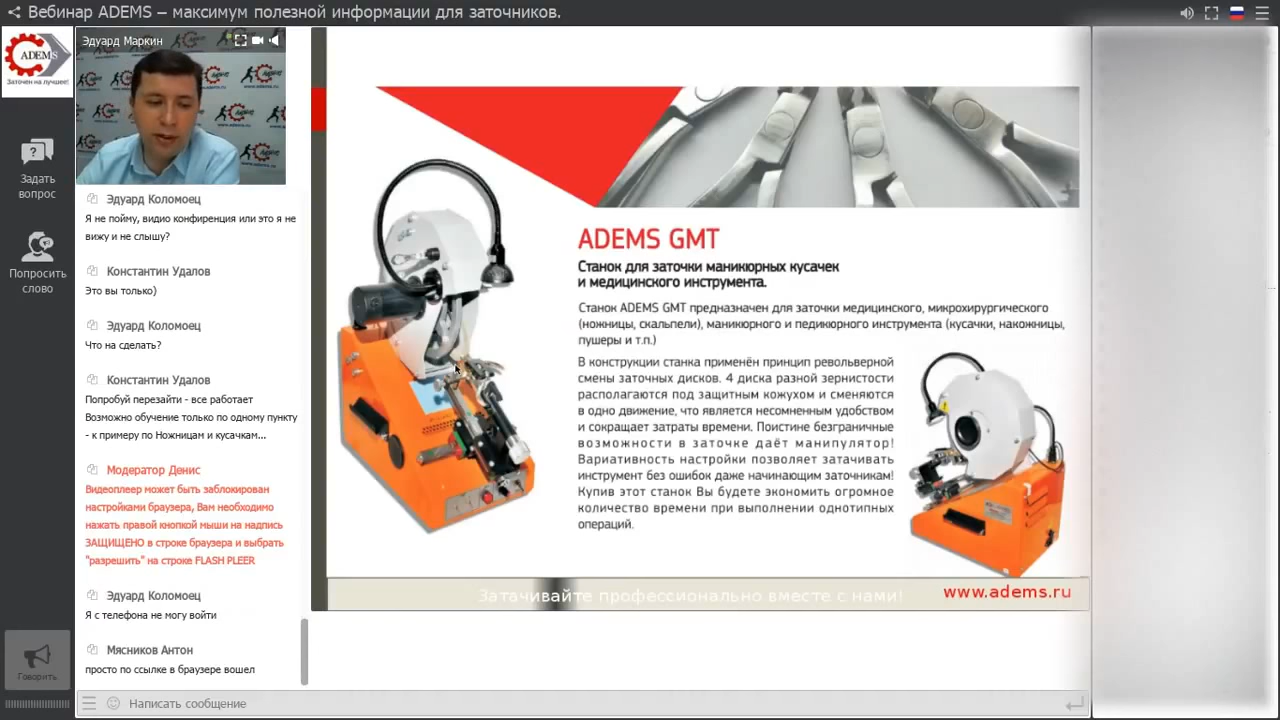 Вебинар ADEMS – максимум полезной информации для заточников.
ADEMS
Заточен на лучшее!
Эдуард Маркин
Задать
вопрос
Попросить
слово
Говорить
Эдуард Коломоец
Я не пойму, видио конфиренция или это я не
вижу и не слышу?
Константин Удалов
Это вы только)
Эдуард Коломоец
Что на сделать?
Константин Удалов
Попробуй перезайти - все работает
Возможно обучение только по одному пункту
- к примеру по Ножницам и кусачкам...
Модератор Денис
Видеоплеер может быть заблокирован
настройками браузера, Вам необходимо
нажать правой кнопкой мыши на надпись
ЗАЩИЩЕНО в строке браузера и выбрать
"разрешить" на строке FLASH PLEER
Эдуард Коломоец
Я с телефона не могу войти
Мясников Антон
просто по ссылке в браузере вошел
Написать сообщение
ADEMS GMT
Станок для заточки маникюрных кусачек
и медицинского инструмента.
Станок ADEMS GMT предназначен для заточки медицинского, микрохирургического
(ножницы, скальпели), маникюрного и педикюрного инструмента (кусачки, накожницы,
пушеры и т.п.)
В конструкции станка применён принцип револьверной
смены заточных дисков. 4 диска разной зернистости
располагаются под защитным кожухом и сменяются
в одно движение, что является несомненным удобством
и сокращает затраты времени. Поистине безграничные
возможности в заточке даёт манипулятор!
Вариативность настройки позволяет затачивать
инструмент без ошибок даже начинающим заточникам!
Купив этот станок Вы будете экономить огромное
количество времени при выполнении однотипных
операций.
Затачивайте профессионально вместе с нами!
www.adems.ru